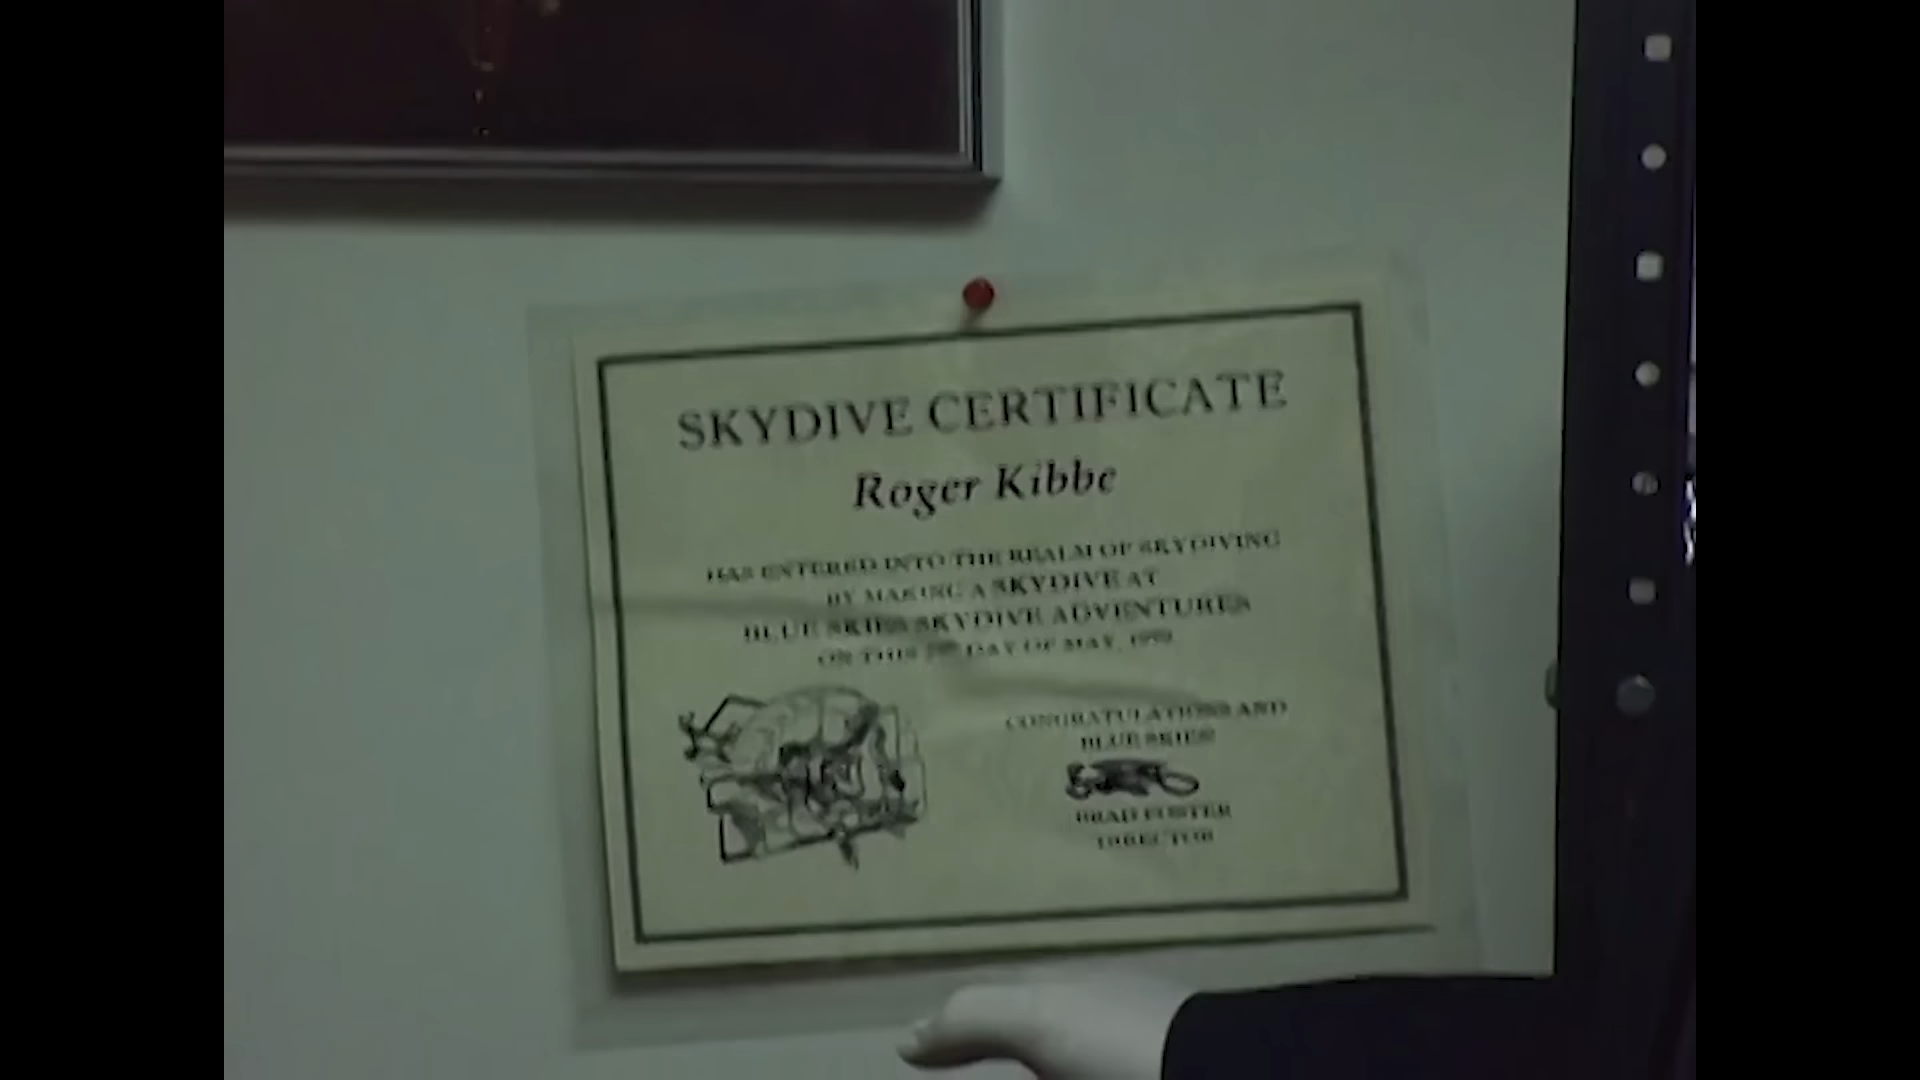 SKYDIVE CERTIFICATE
Roger Kibbe
HAS ENTERED INTO THE REALM OF SKYDIVING
BY MAKING A SKYDIVE AT
BLUE SKIES SKYDIVE ADVENTURES
ON THIS DAY OF MAY,
CONGRATULATIONS AND
BLUE SKIES!
BRAD FOSTER
DIRECTOR